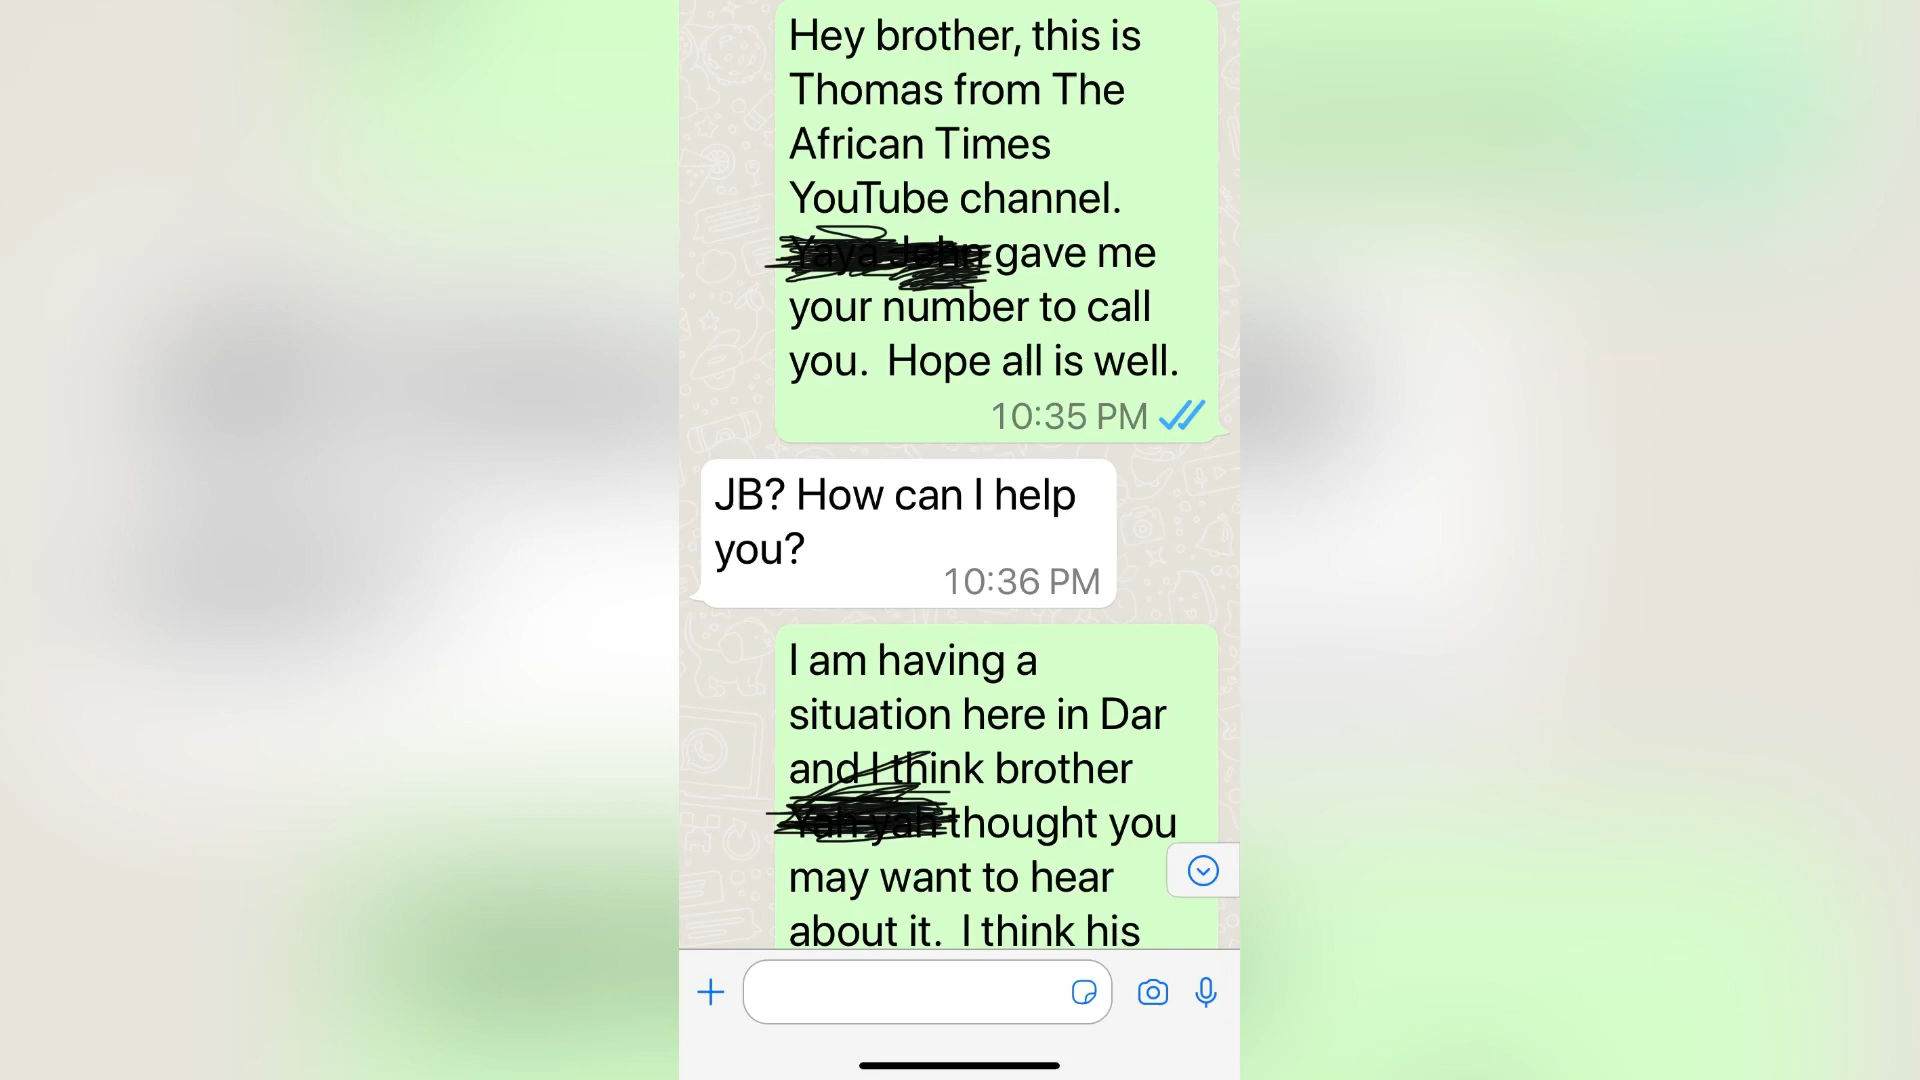 Hey brother, this is
Thomas from The
African Times
YouTube channel.
gave me
your number to call
you. Hope all is well.
10:35 PM
JB? How can I help
you?
10:36 PM
I am having a
situation here in Dar
and I think brother
thought you
may want to hear
about it. I think his